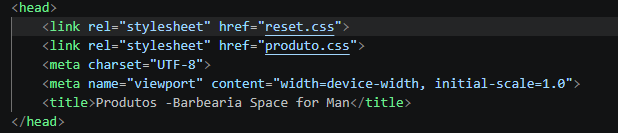 <head>
<link rel="stylesheet" href="reset.css">
<link rel="stylesheet" href="produto.css">
<meta charset="UTF-8">
<meta name="viewport" content="width=device-width, initial-scale=1.0">
<title>Produtos -Barbearia Space for Man</title>
</head>